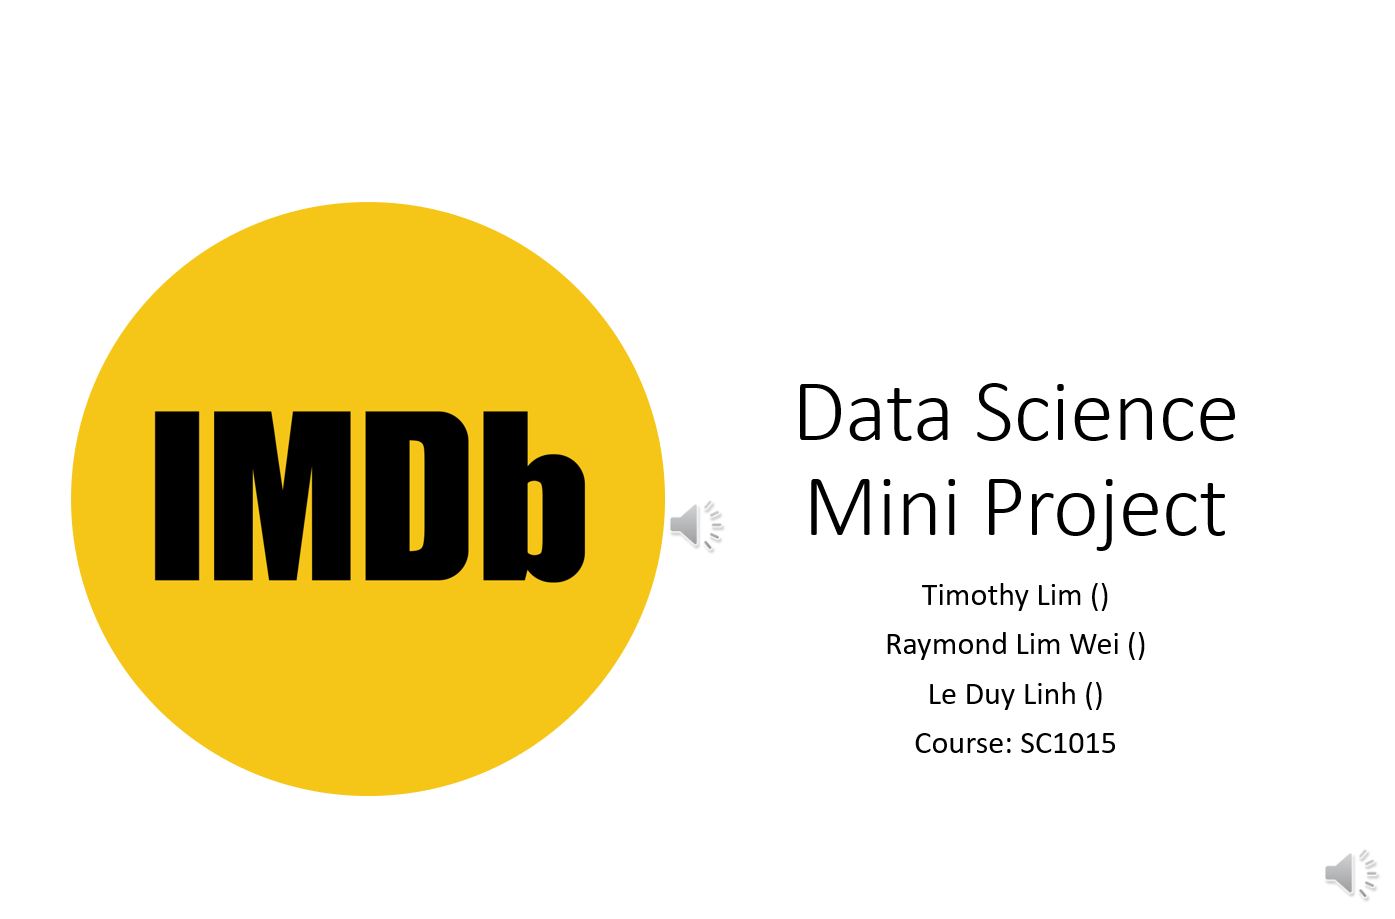 IMDb
Data Science
Mini Project
Timothy Lim ()
Raymond Lim Wei ()
Le Duy Linh ()
Course: SC1015